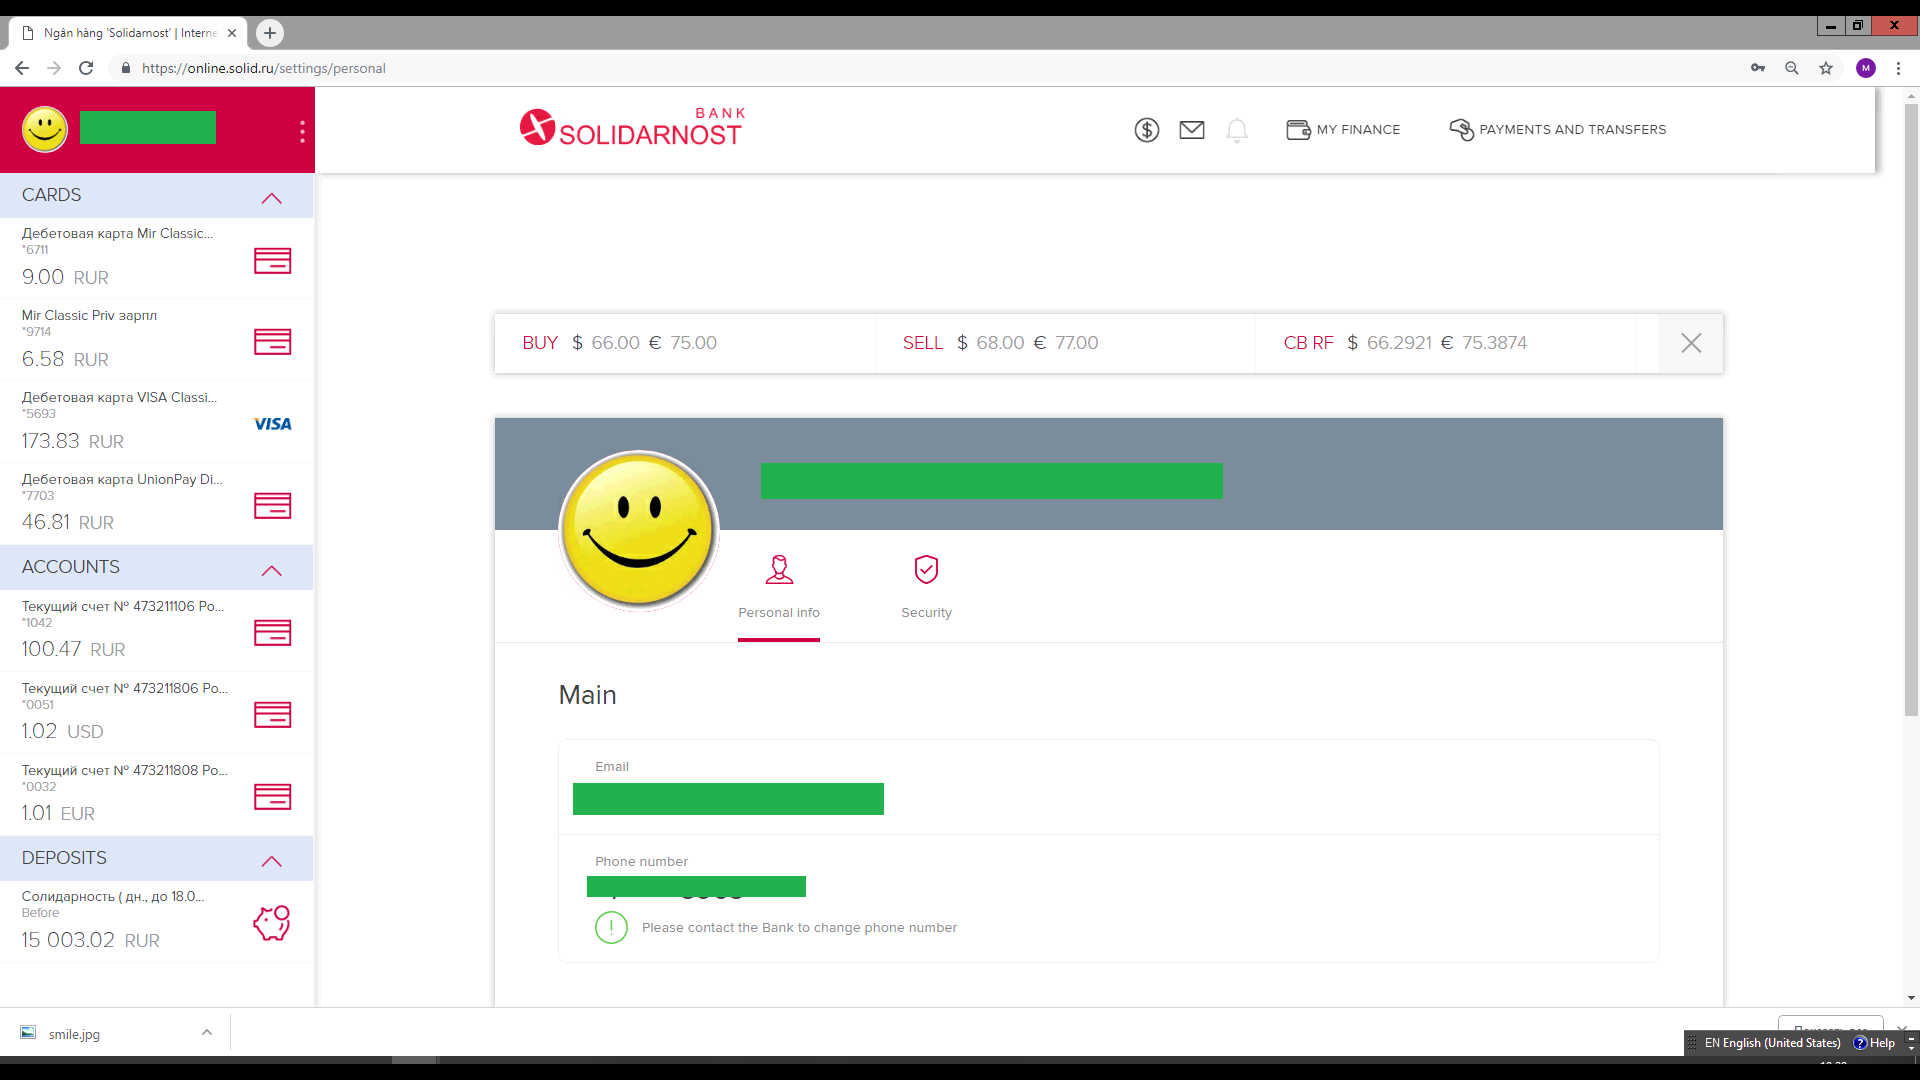 Ngân hàng 'Solidarnost' | Interne
https://online.solid.ru/settings/personal
M
BANK
SOLIDARNOST
MY FINANCE
PAYMENTS AND TRANSFERS
CARDS
Дебетовая карта Mir Classic...
*6711
9.00 RUR
Mir Classic Priv зарпл
*9714
6.58 RUR
Дебетовая карта VISA Classi...
*5693
173.83 RUR
VISA
Дебетовая карта UnionPay Di...
*7703
46.81 RUR
ACCOUNTS
Текущий счет № 473211106 Ро...
*1042
100.47 RUR
Текущий счет № 473211806 Ро...
*0051
1.02 USD
Текущий счет № 473211808 Ро...
*0032
1.01 EUR
DEPOSITS
Солидарность ( дн., до 18.0...
Before
15 003.02 RUR
BUY $ 66.00 € 75.00
SELL $ 68.00 € 77.00
CB RF $ 66.2921 € 75.3874
Personal info
Security
Main
Email
Phone number
Please contact the Bank to change phone number
smile.jpg
EN English (United States)
Help